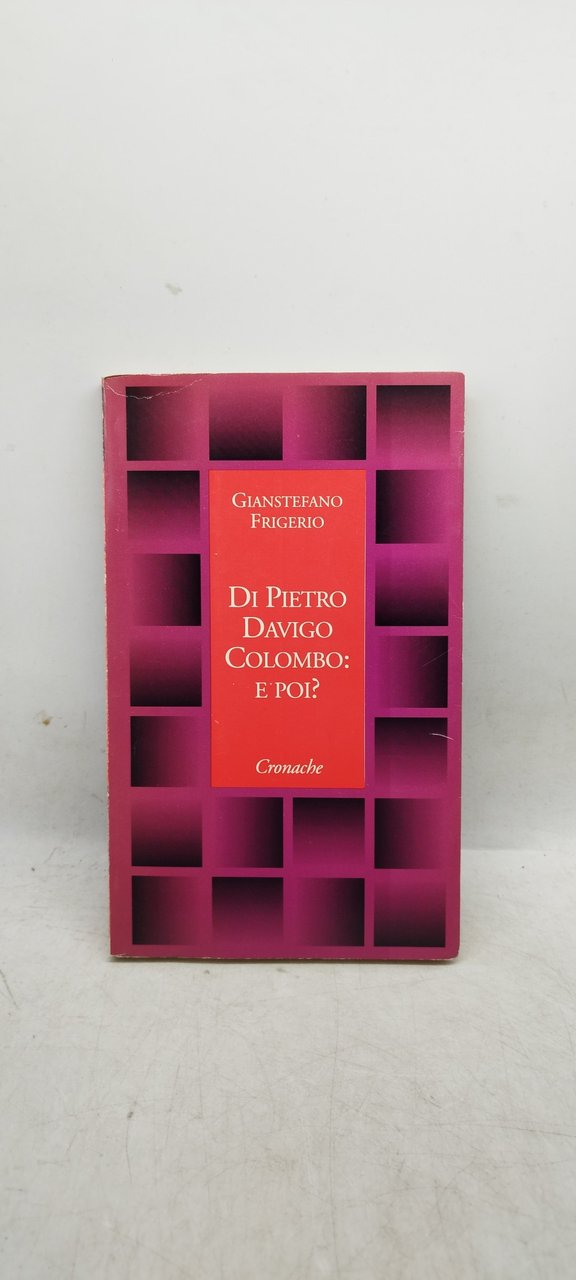 GIANSTEFANO
FRIGERIO
DI PIETRO
DAVIGO
COLOMBO:
E POI?
Cronache